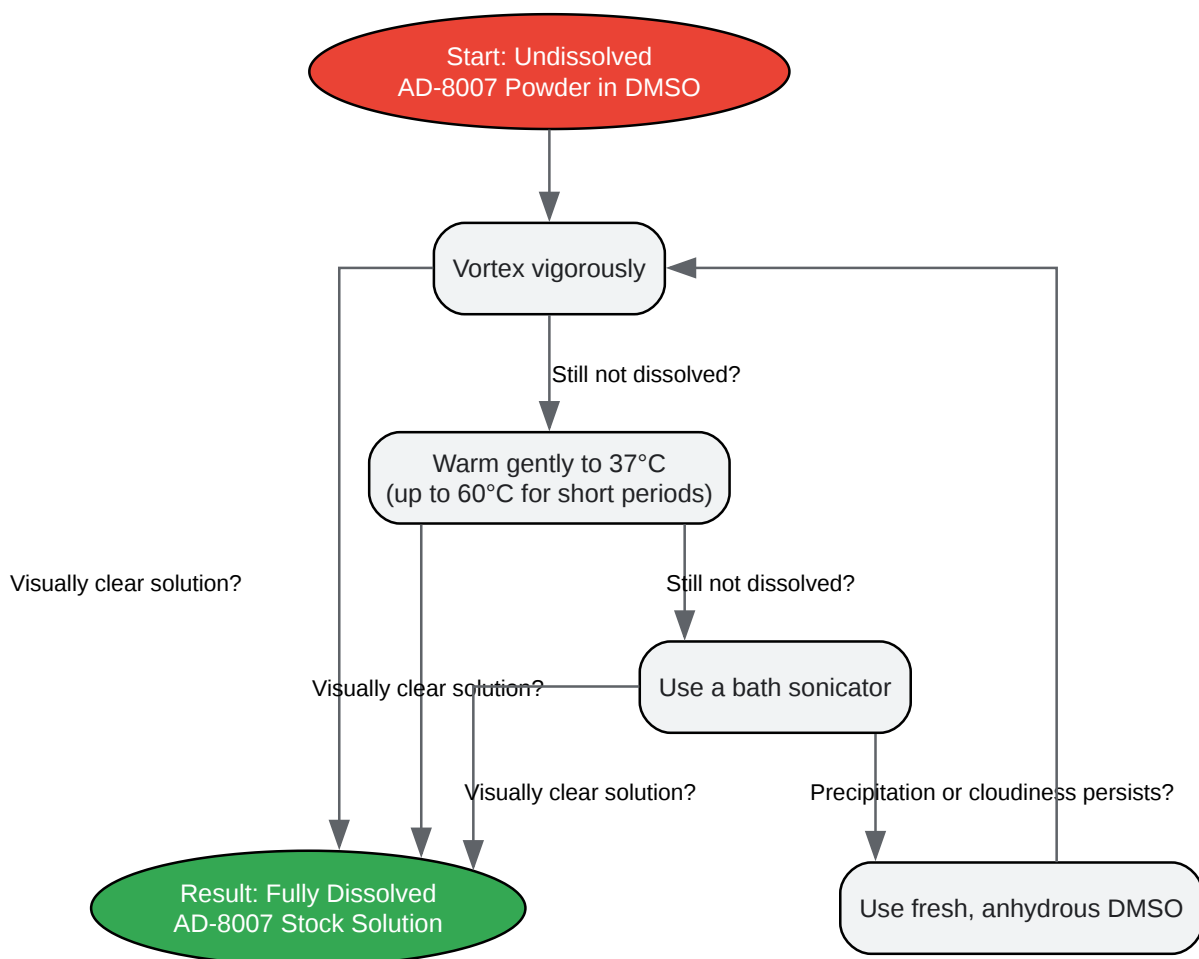 Start: Undissolved
AD-8007 Powder in DMSO
Vortex vigorously
Still not dissolved?
Warm gently to 37°C
(up to 60°C for short periods)
Visually clear solution?
Still not dissolved?
Visually clear solution?
Use a bath sonicator
Visually clear solution?
Precipitation or cloudiness persists?
Result: Fully Dissolved
AD-8007 Stock Solution
Use fresh, anhydrous DMSO